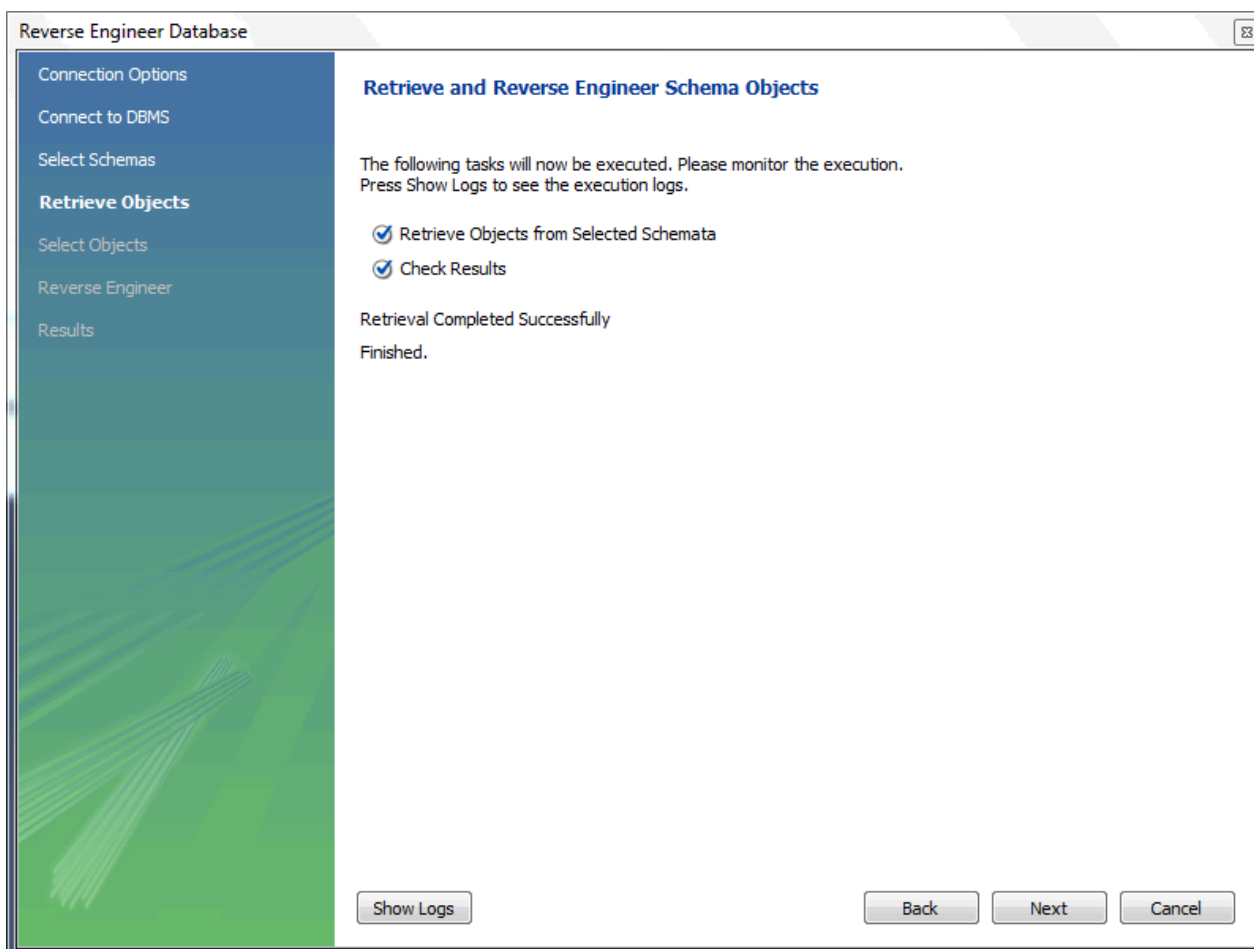 Reverse Engineer Database
Connection Options
Connect to DBMS
Select Schemas
Retrieve Objects
Select Objects
Reverse Engineer
Results
Retrieve and Reverse Engineer Schema Objects
The following tasks will now be executed. Please monitor the execution.
Press Show Logs to see the execution logs.
Retrieve Objects from Selected Schemata
Check Results
Retrieval Completed Successfully
Finished.
Show Logs
Back
Next
Cancel